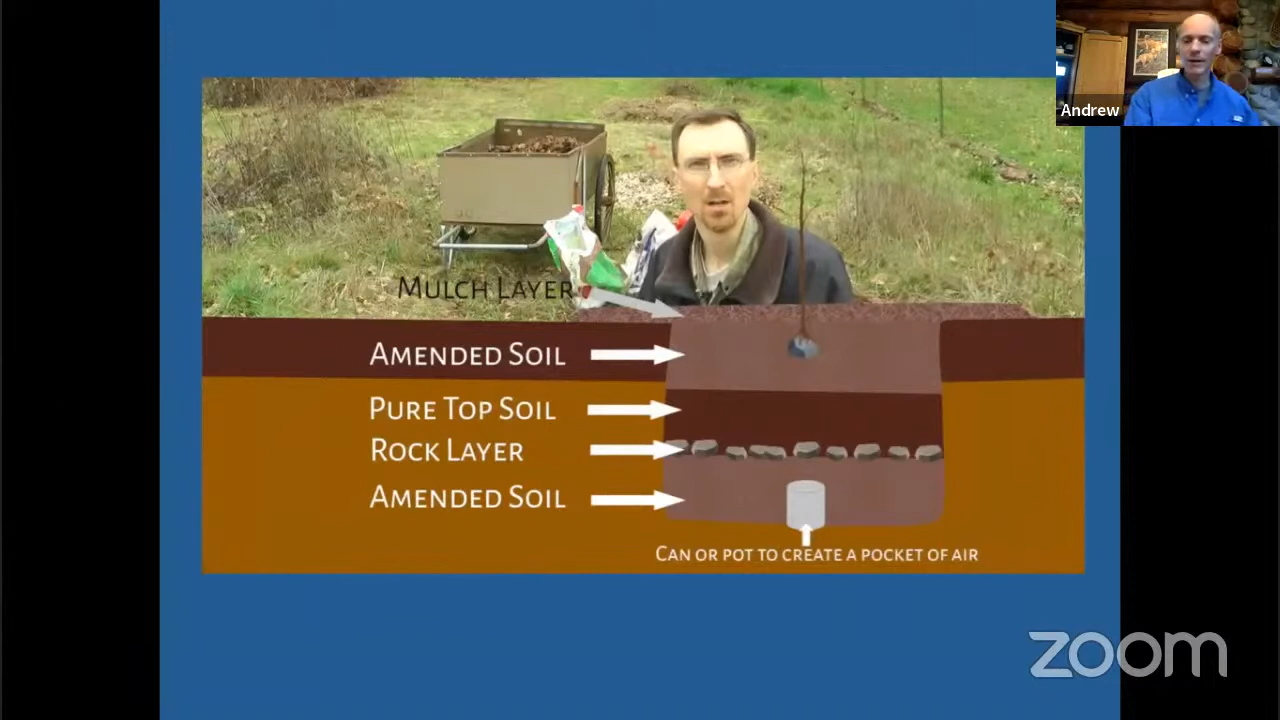 Andrew
Mulch Layer
Amended Soil
Pure Top Soil
Rock Layer
Amended Soil
Can or pot to create a pocket of air
zoom